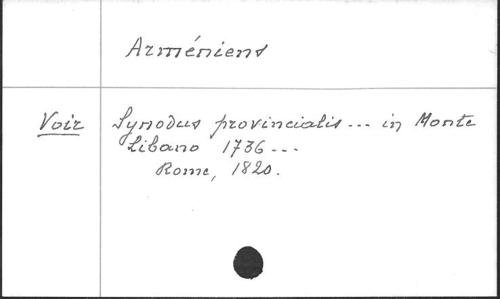 Arméniens
Voir Synodus provincialis --- in Monte
Libano 1736 ---
Rome, 1820.